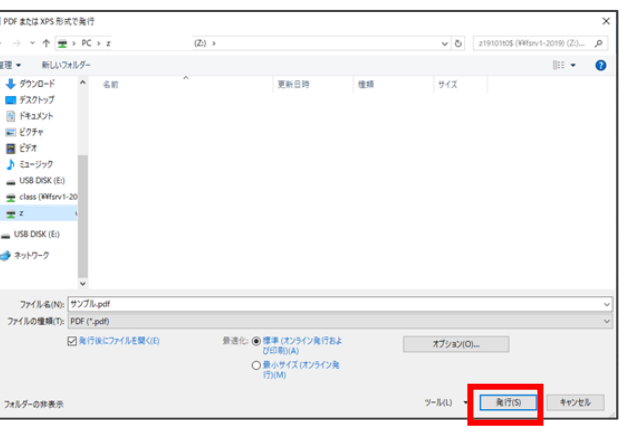 PDF または XPS 形式で発行
PC > z (Z:) >
z19101t0$ (¥¥fsrv1-2019) (Z:)...
整理 新しいフォルダー
名前 更新日時 種類 サイズ
ダウンロード
デスクトップ
ドキュメント
ピクチャ
ビデオ
ミュージック
USB DISK (E:)
class (¥¥fsrv1-20
z
USB DISK (E:)
ネットワーク
ファイル名(N): サンプル.pdf
ファイルの種類(T): PDF (*.pdf)
発行後にファイルを開く(E)
最適化: 標準 (オンライン発行および印刷)(A)
最小サイズ (オンライン発行)(M)
オプション(O)...
フォルダーの非表示
ツール(L) 発行(S) キャンセル